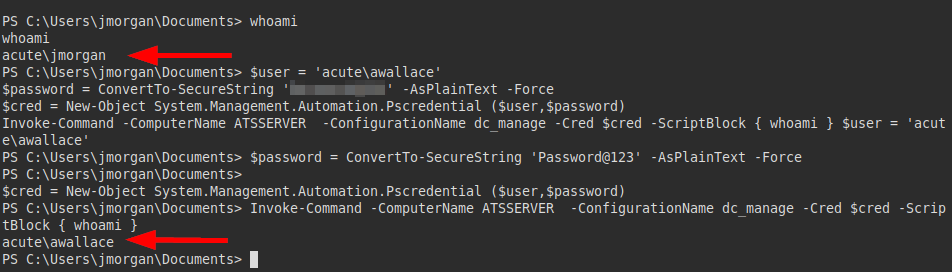 PS C:\Users\jmorgan\Documents> whoami
whoami
acute\jmorgan
PS C:\Users\jmorgan\Documents> $user = 'acute\awallace'
$password = ConvertTo-SecureString '' -AsPlainText -Force
$cred = New-Object System.Management.Automation.Pscredential ($user,$password)
Invoke-Command -ComputerName ATSSERVER  -ConfigurationName dc_manage -Cred $cred -ScriptBlock { whoami } $user = 'acut
e\awallace'
PS C:\Users\jmorgan\Documents> $password = ConvertTo-SecureString 'Password@123' -AsPlainText -Force
PS C:\Users\jmorgan\Documents>
$cred = New-Object System.Management.Automation.Pscredential ($user,$password)
PS C:\Users\jmorgan\Documents> Invoke-Command -ComputerName ATSSERVER  -ConfigurationName dc_manage -Cred $cred -Scrip
tBlock { whoami }
acute\awallace
PS C:\Users\jmorgan\Documents>